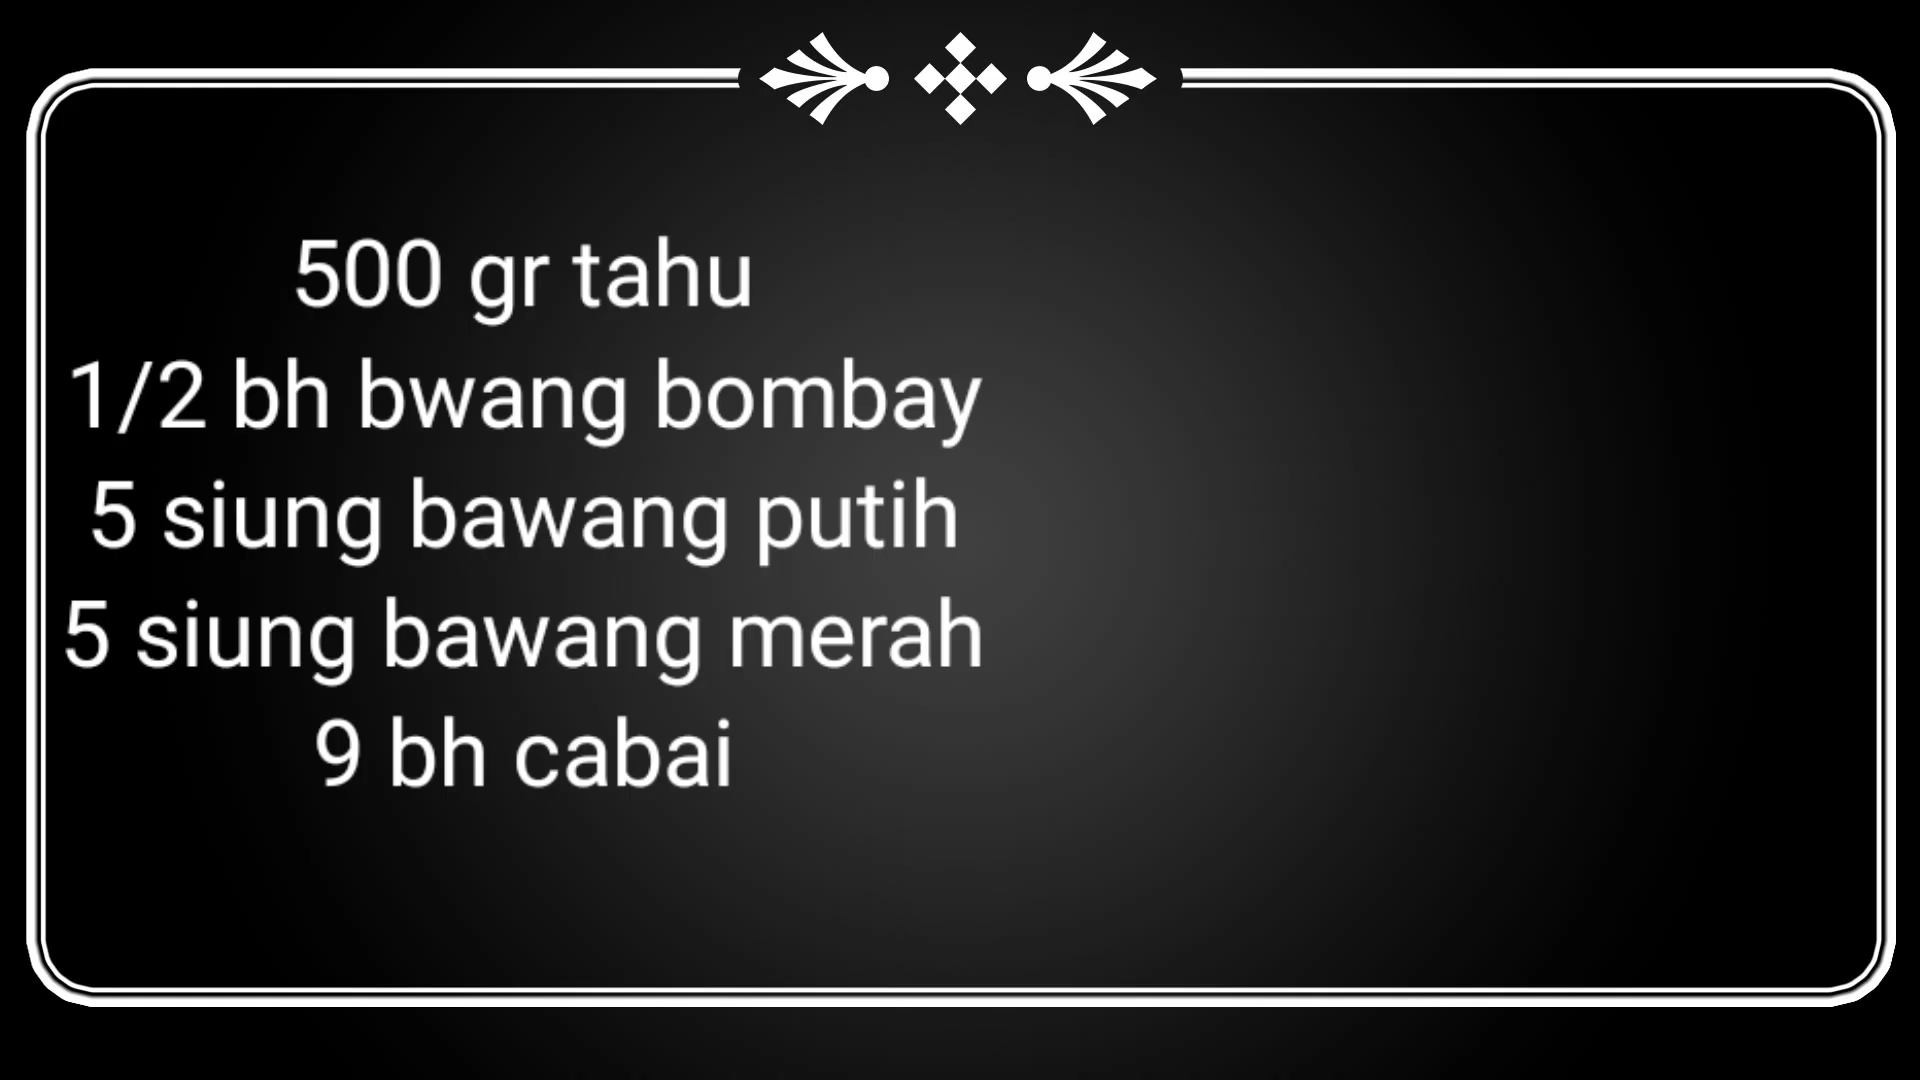 500 gr tahu
1/2 bh bwang bombay
5 siung bawang putih
5 siung bawang merah
9 bh cabai